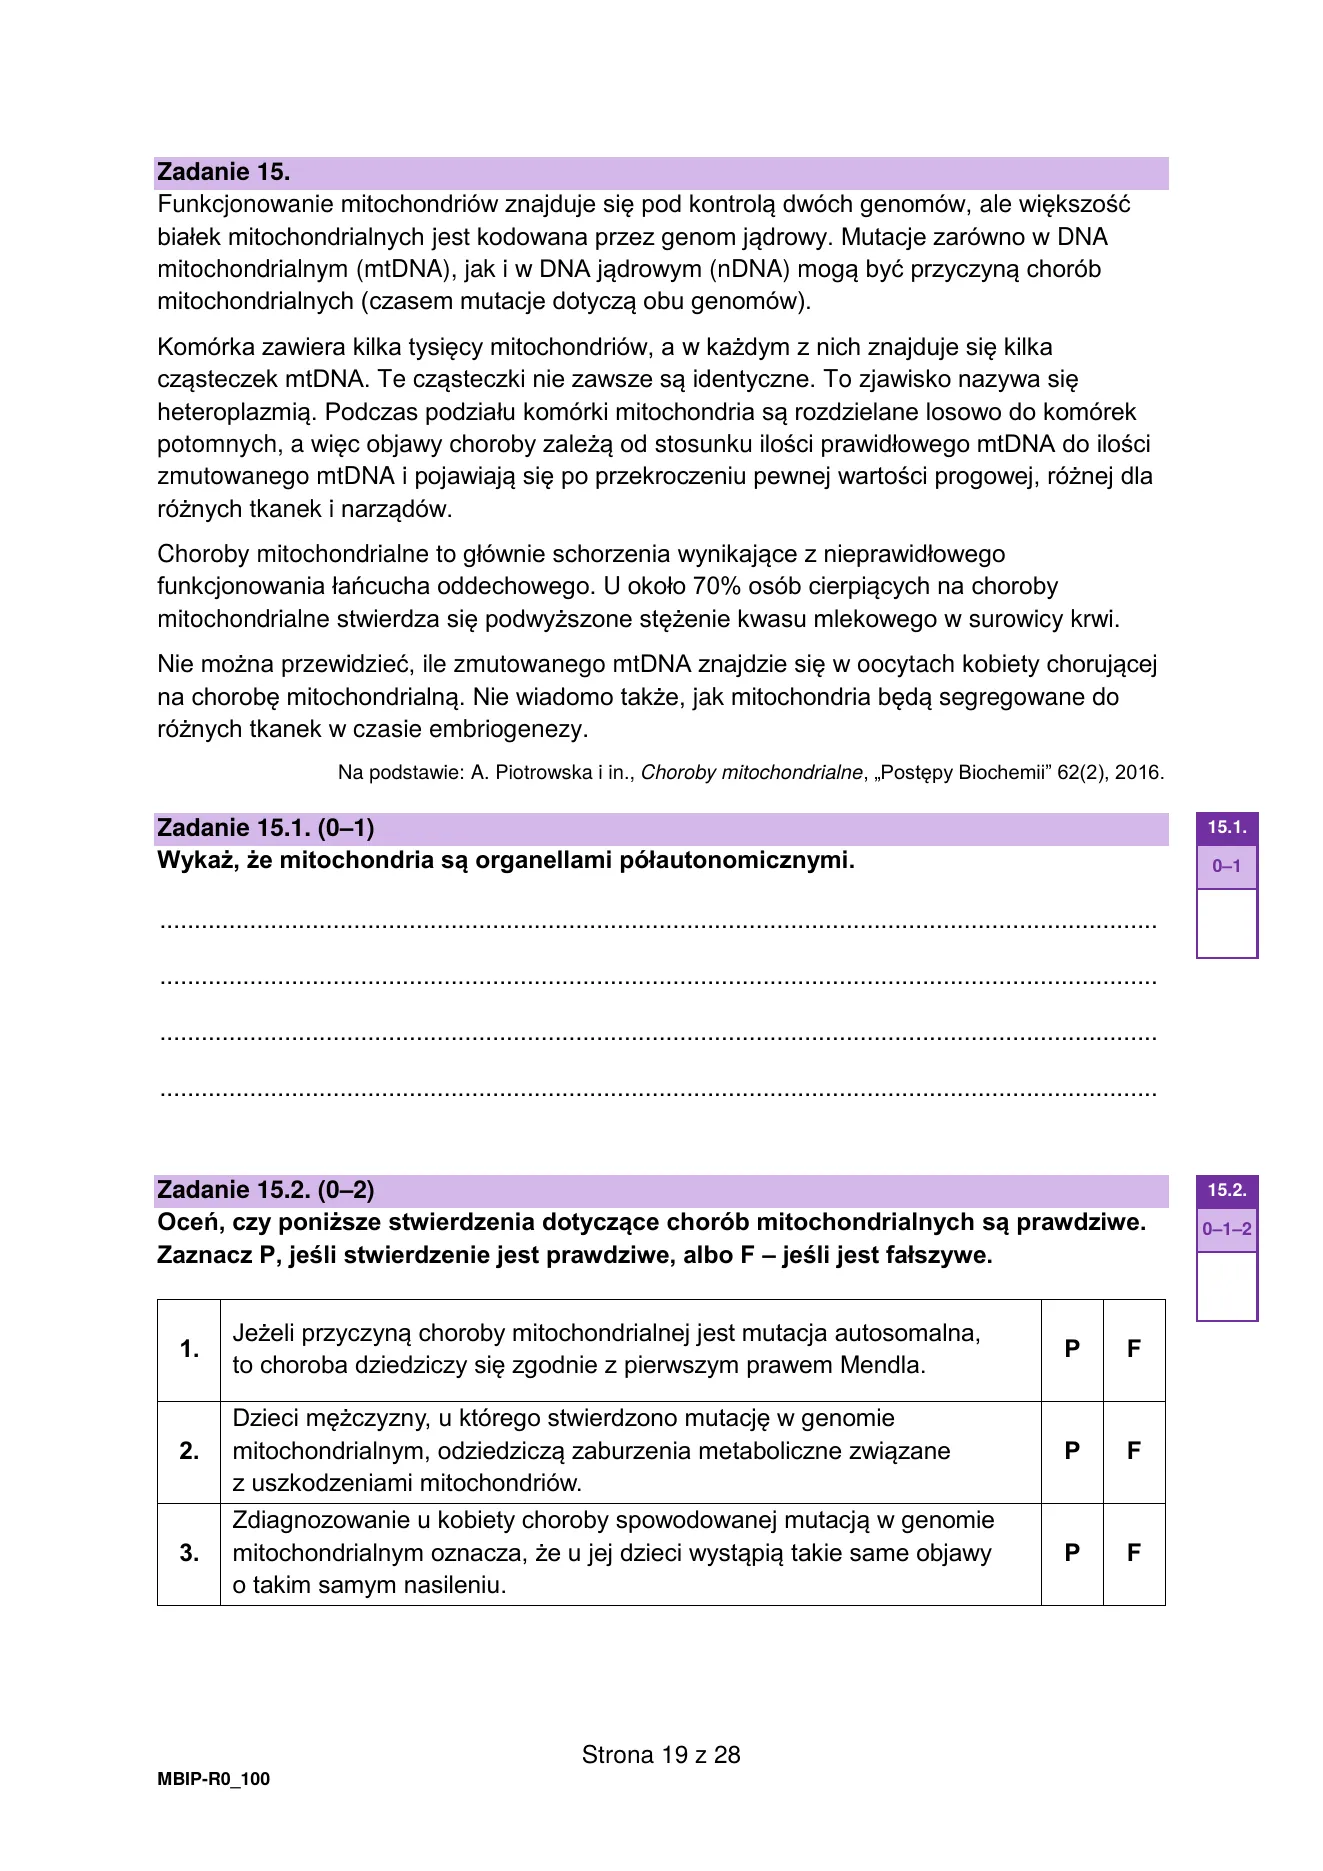 Zadanie 15.
Funkcjonowanie mitochondriów znajduje się pod kontrolą dwóch genomów, ale większość
białek mitochondrialnych jest kodowana przez genom jądrowy. Mutacje zarówno w DNA
mitochondrialnym (mtDNA), jak i w DNA jądrowym (nDNA) mogą być przyczyną chorób
mitochondrialnych (czasem mutacje dotyczą obu genomów).
Komórka zawiera kilka tysięcy mitochondriów, a w każdym z nich znajduje się kilka
cząsteczek mtDNA. Te cząsteczki nie zawsze są identyczne. To zjawisko nazywa się
heteroplazmią. Podczas podziału komórki mitochondria są rozdzielane losowo do komórek
potomnych, a więc objawy choroby zależą od stosunku ilości prawidłowego mtDNA do ilości
zmutowanego mtDNA i pojawiają się po przekroczeniu pewnej wartości progowej, różnej dla
różnych tkanek i narządów.
Choroby mitochondrialne to głównie schorzenia wynikające z nieprawidłowego
funkcjonowania łańcucha oddechowego. U około 70% osób cierpiących na choroby
mitochondrialne stwierdza się podwyższone stężenie kwasu mlekowego w surowicy krwi.
Nie można przewidzieć, ile zmutowanego mtDNA znajdzie się w oocytach kobiety chorującej
na chorobę mitochondrialną. Nie wiadomo także, jak mitochondria będą segregowane do
różnych tkanek w czasie embriogenezy.
Na podstawie: A. Piotrowska i in., Choroby mitochondrialne, „Postępy Biochemii” 62(2), 2016.
Zadanie 15.1. (0–1)
15.1.
Wykaż, że mitochondria są organellami półautonomicznymi.
0–1
Zadanie 15.2. (0–2)
15.2.
Oceń, czy poniższe stwierdzenia dotyczące chorób mitochondrialnych są prawdziwe.
0–1–2
Zaznacz P, jeśli stwierdzenie jest prawdziwe, albo F – jeśli jest fałszywe.
1. Jeżeli przyczyną choroby mitochondrialnej jest mutacja autosomalna, P F
to choroba dziedziczy się zgodnie z pierwszym prawem Mendla.
2. Dzieci mężczyzny, u którego stwierdzono mutację w genomie P F
mitochondrialnym, odziedziczą zaburzenia metaboliczne związane
z uszkodzeniami mitochondriów.
3. Zdiagnozowanie u kobiety choroby spowodowanej mutacją w genomie P F
mitochondrialnym oznacza, że u jej dzieci wystąpią takie same objawy
o takim samym nasileniu.
Strona 19 z 28
MBIP-R0_100